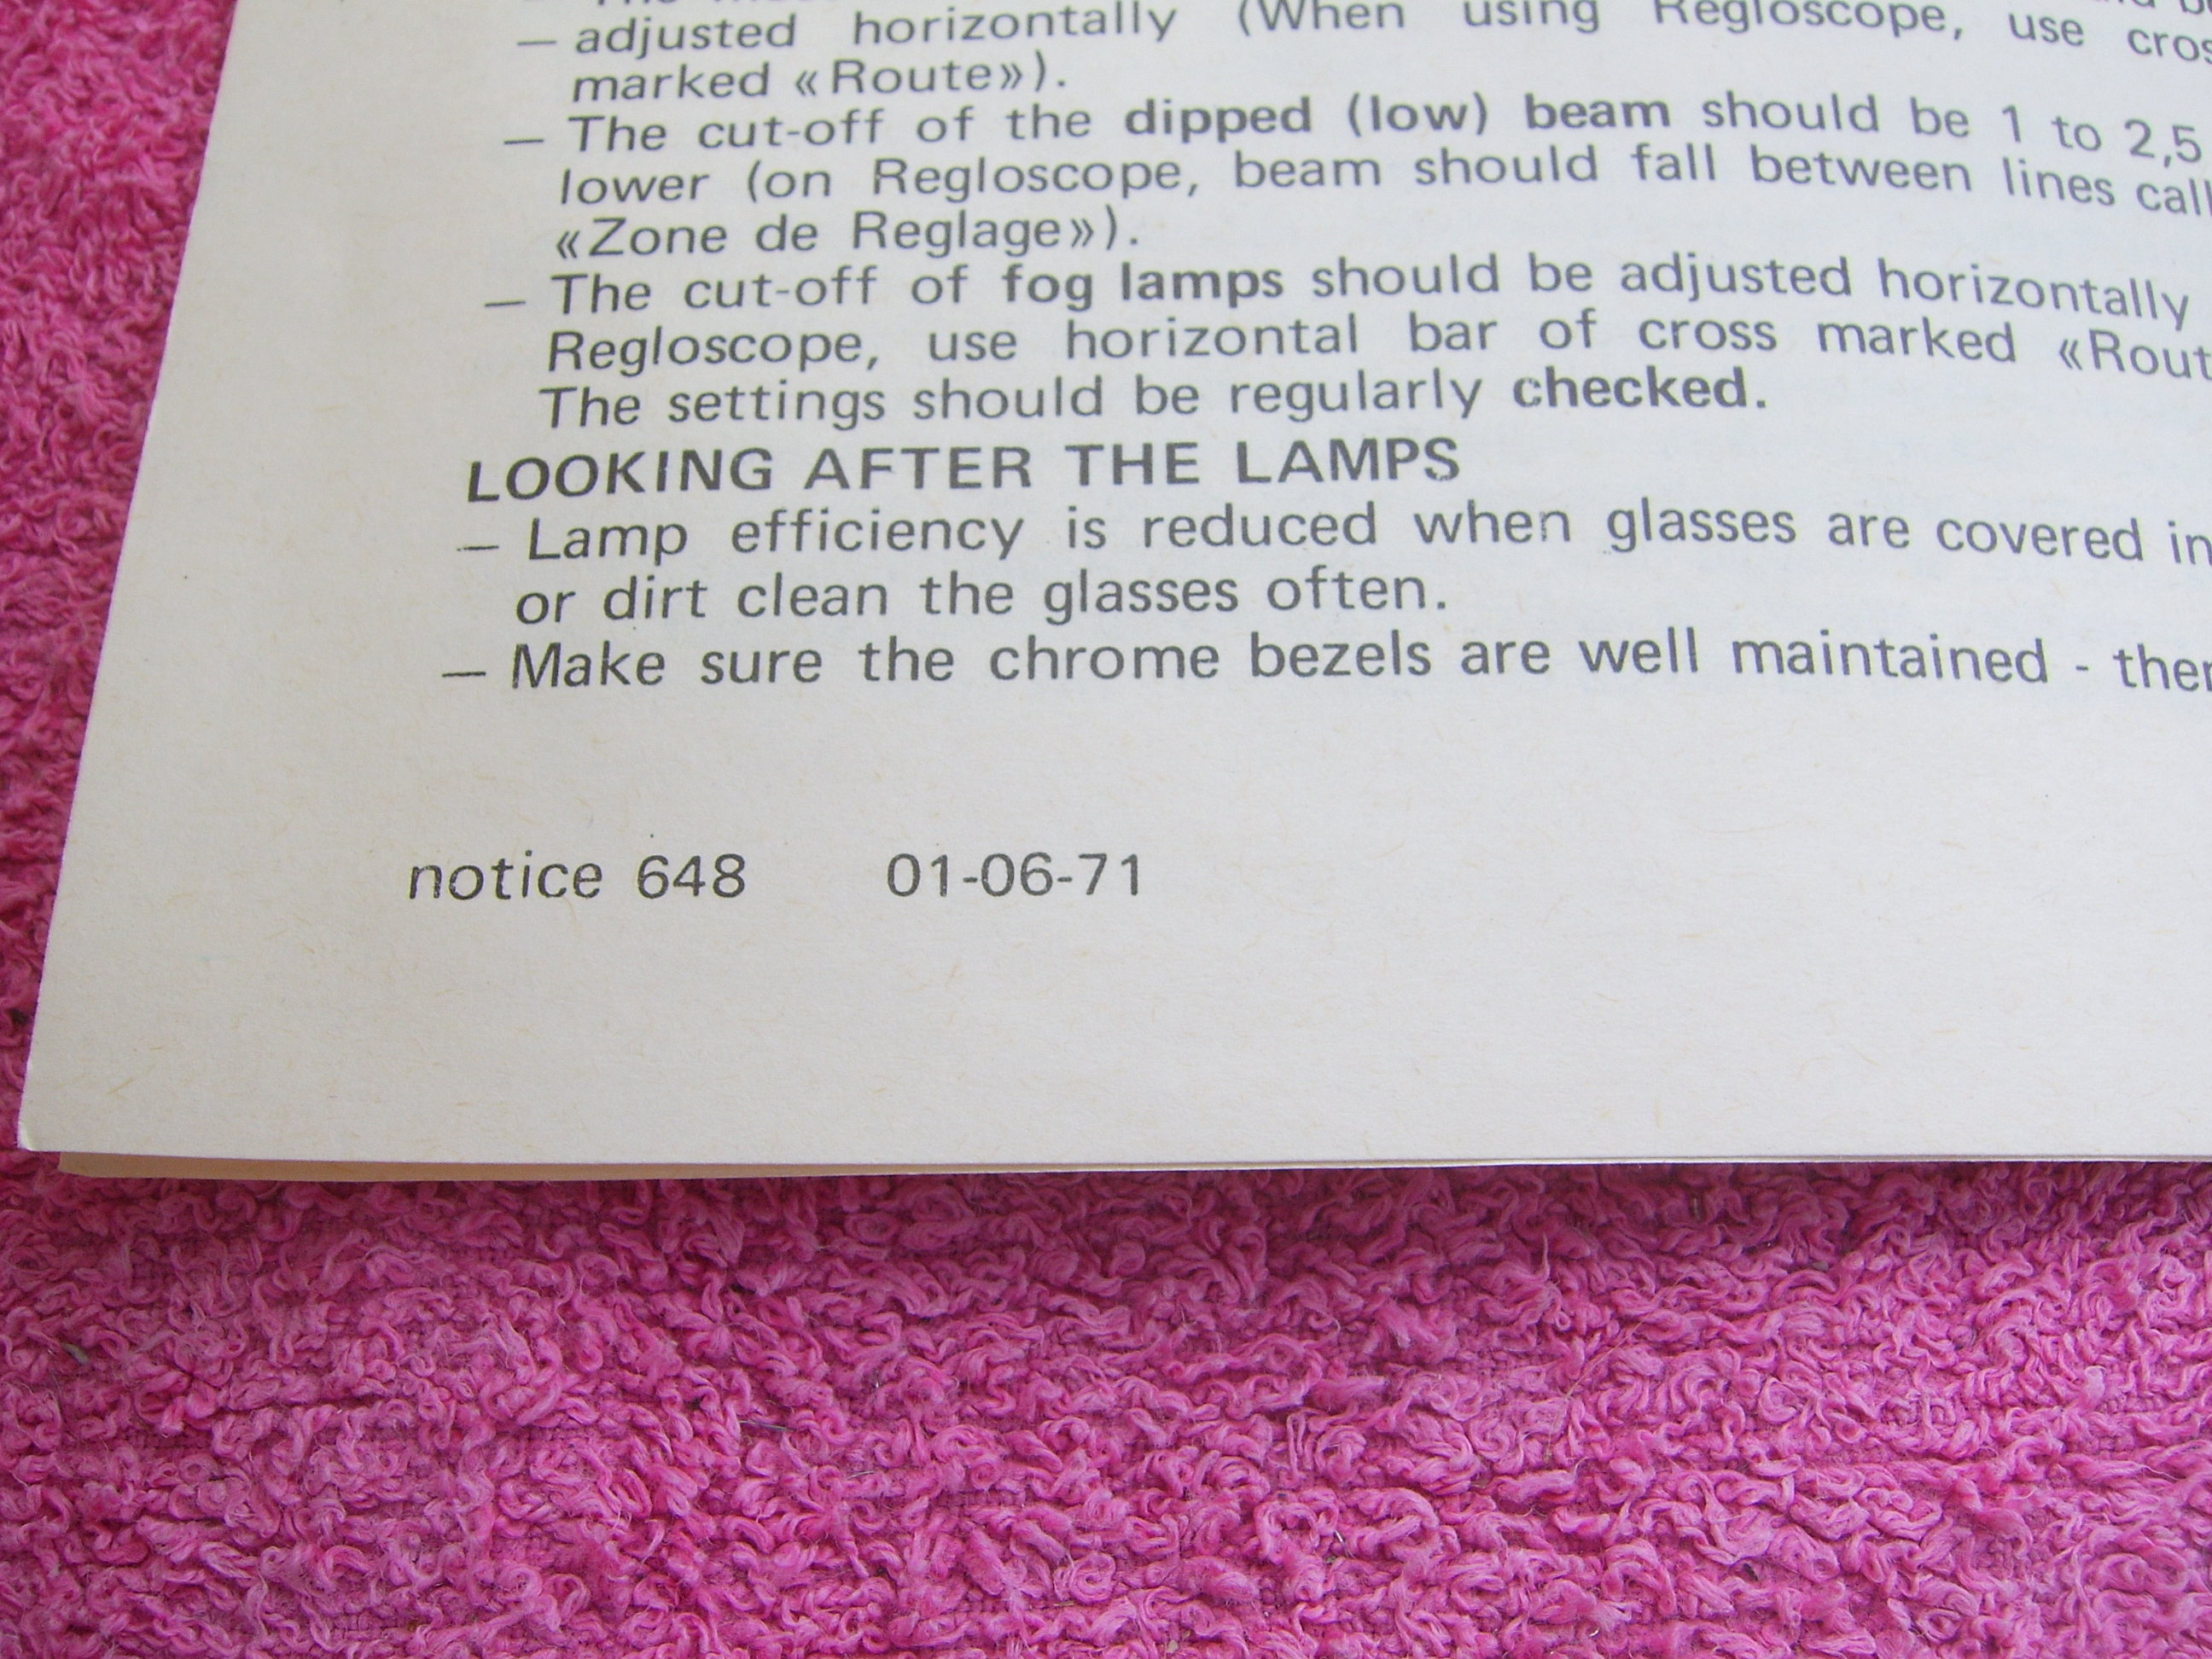 — adjusted horizontally (When using Regloscope, use cros
marked «Route»).
— The cut-off of the dipped (low) beam should be 1 to 2,5
lower (on Regloscope, beam should fall between lines call
«Zone de Reglage»).
— The cut-off of fog lamps should be adjusted horizontally
Regloscope, use horizontal bar of cross marked «Rout
The settings should be regularly checked.
LOOKING AFTER THE LAMPS
— Lamp efficiency is reduced when glasses are covered in
or dirt clean the glasses often.
— Make sure the chrome bezels are well maintained - ther
notice 648 01-06-71